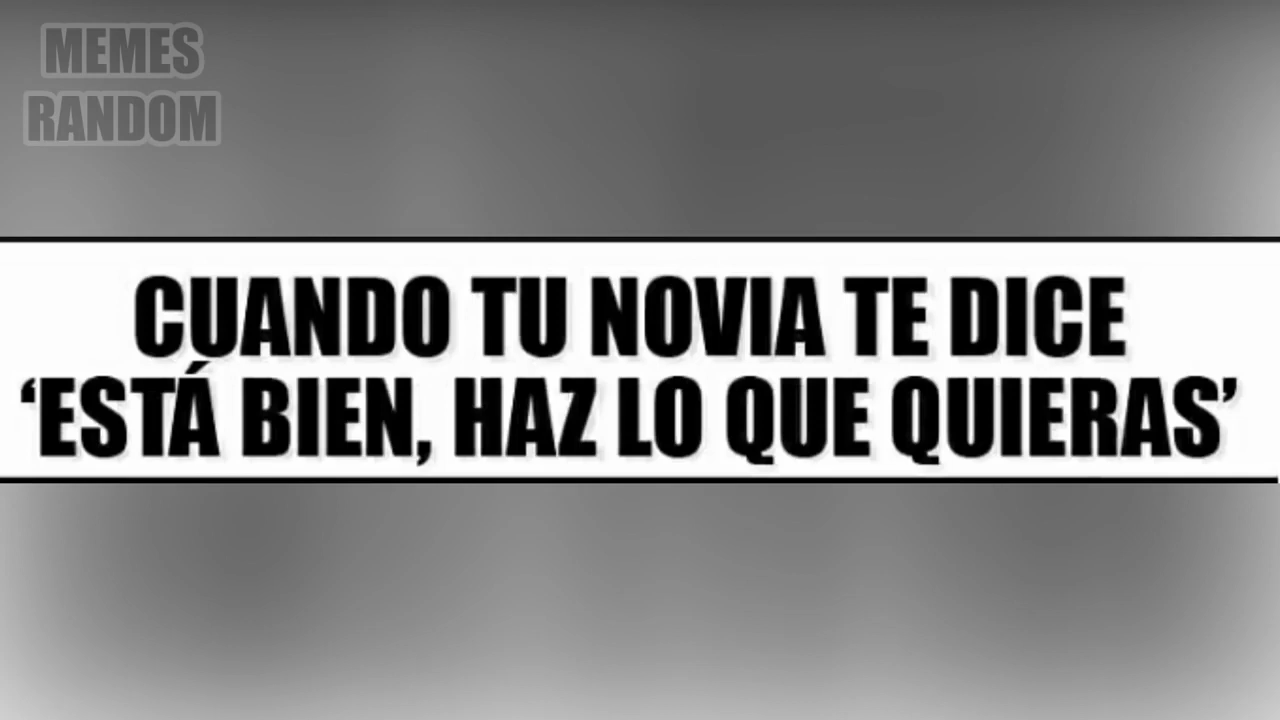 MEMES
RANDOM
CUANDO TU NOVIA TE DICE
‘ESTÁ BIEN, HAZ LO QUE QUIERAS’